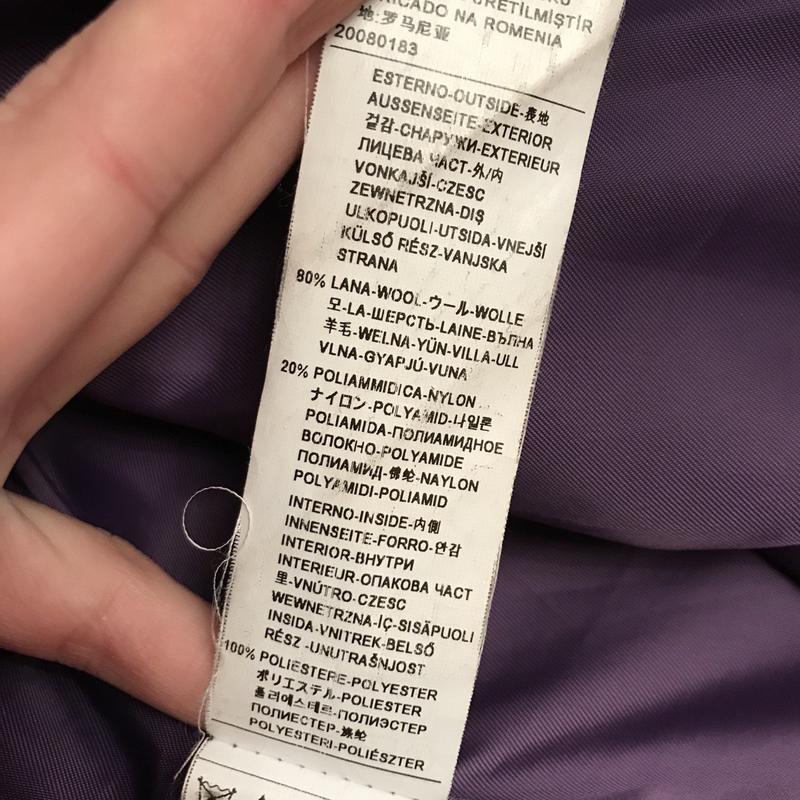 ÜRETİLMİŞTİR
NA ROMENIA
地:罗马尼亚
20080183
ESTERNO-OUTSIDE-表地
AUSSENSEITE-EXTERIOR
겉감-СНАРУЖИ-EXTERIEUR
ЛИЦЕВА ЧАСТ-外/内
VONKAJŠÍ-CZESC
ZEWNETRZNA-DIŞ
ULKOPUOLI-UTSIDA-VNEJŠÍ
KÜLSŐ RÉSZ-VANJSKA
STRANA
80% LANA-WOOL-ウール-WOLLE
모-LA-ШЕРСТЬ-LAINE-ВЪЛНА
羊毛-WELNA-YÜN-VILLA-ULL
VLNA-GYAPJÚ-VUNA
20% POLIAMMIDICA-NYLON
ナイロン-POLYAMID-나일론
POLIAMIDA-ПОЛИАМИДНОЕ
ВОЛОКНО-POLYAMIDE
ПОЛИАМИД-锦纶-NAYLON
POLYAMIDI-POLIAMID
INTERNO-INSIDE-内側
INNENSEITE-FORRO-안감
INTERIOR-ВНУТРИ
INTERIEUR-ОПАКОВА ЧАСТ
里-VNÚTRO-CZESC
WEWNETRZNA-İÇ-SISÄPUOLI
INSIDA-VNITREK-BELSŐ
RÉSZ -UNUTRAŠNJOST
100% POLIESTERE-POLYESTER
ポリエステル-POLIESTER
폴리에스테르-ПОЛИЭСТЕР
ПОЛИЕСТЕР-涤纶
POLYESTERI-POLIÉSZTER